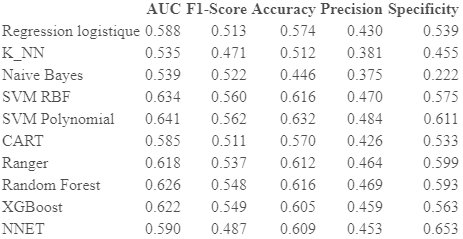 AUC F1-Score Accuracy Precision Specificity
Regression logistique 0.588 0.513 0.574 0.430 0.539
K_NN 0.535 0.471 0.512 0.381 0.455
Naive Bayes 0.539 0.522 0.446 0.375 0.222
SVM RBF 0.634 0.560 0.616 0.470 0.575
SVM Polynomial 0.641 0.562 0.632 0.484 0.611
CART 0.585 0.511 0.570 0.426 0.533
Ranger 0.618 0.537 0.612 0.464 0.599
Random Forest 0.626 0.548 0.616 0.469 0.593
XGBoost 0.622 0.549 0.605 0.459 0.563
NNET 0.590 0.487 0.609 0.453 0.653